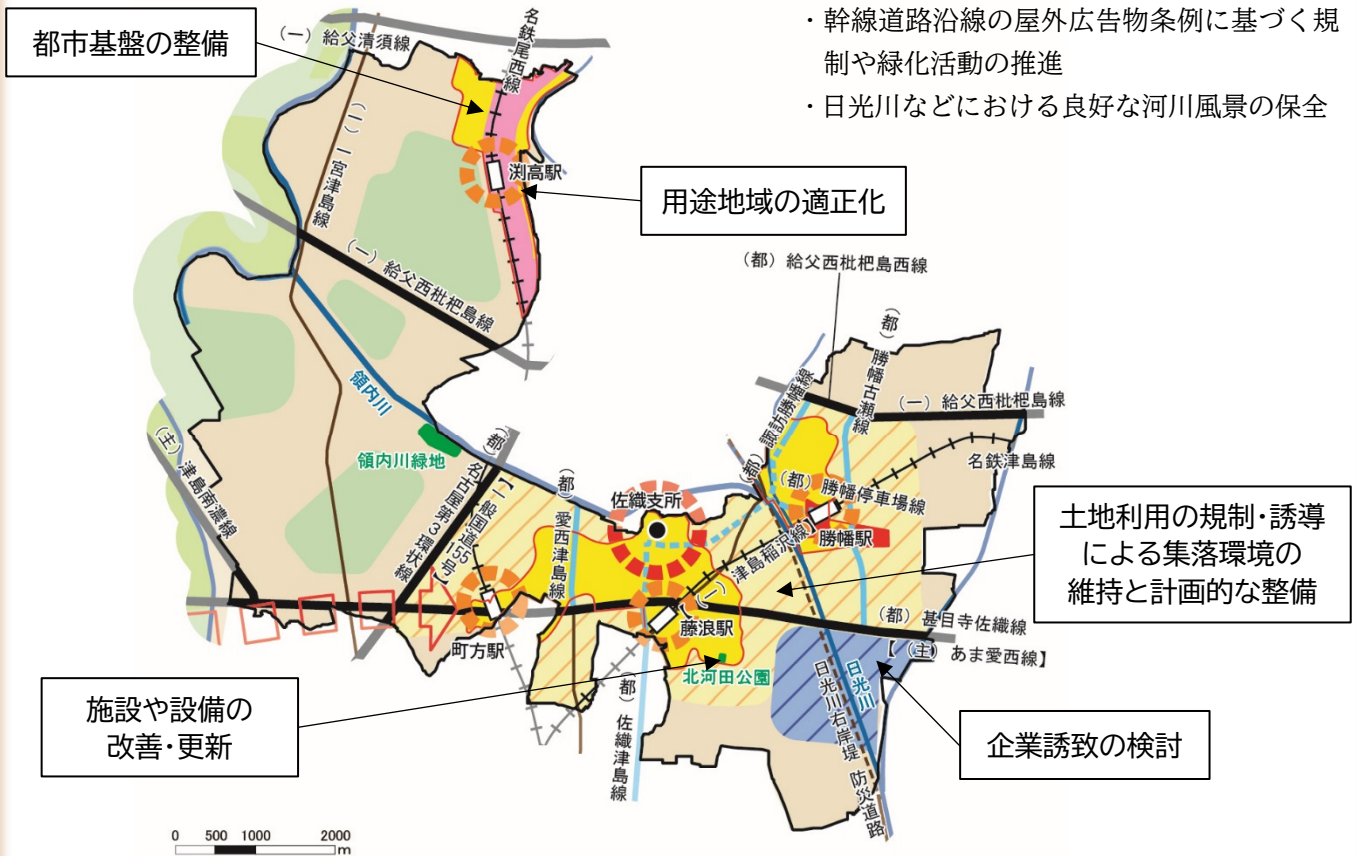 ・幹線道路沿線の屋外広告物条例に基づく規
制や緑化活動の推進
・日光川などにおける良好な河川風景の保全
都市基盤の整備
(一)給父清須線
名鉄尾西線
(一)一宮津島線
渕高駅
用途地域の適正化
(一)給父西枇杷島線
(都)給父西枇杷島西線
(都)勝幡古瀬線
(都)諏訪勝幡線
(一)給父西枇杷島線
名鉄津島線
領内川
領内川緑地
(主)津島南濃線
(都)名古屋第3環状線
【一般国道155号】
(都)愛西津島線
佐織支所
(都)勝幡停車場線
勝幡駅
【(一)津島稲沢線】
土地利用の規制・誘導
による集落環境の
維持と計画的な整備
町方駅
藤浪駅
(都)甚目寺佐織線
【(主)あま愛西線】
北河田公園
(都)佐織津島線
日光川
日光川右岸堤 防災道路
施設や設備の
改善・更新
企業誘致の検討
0 500 1000 2000
m